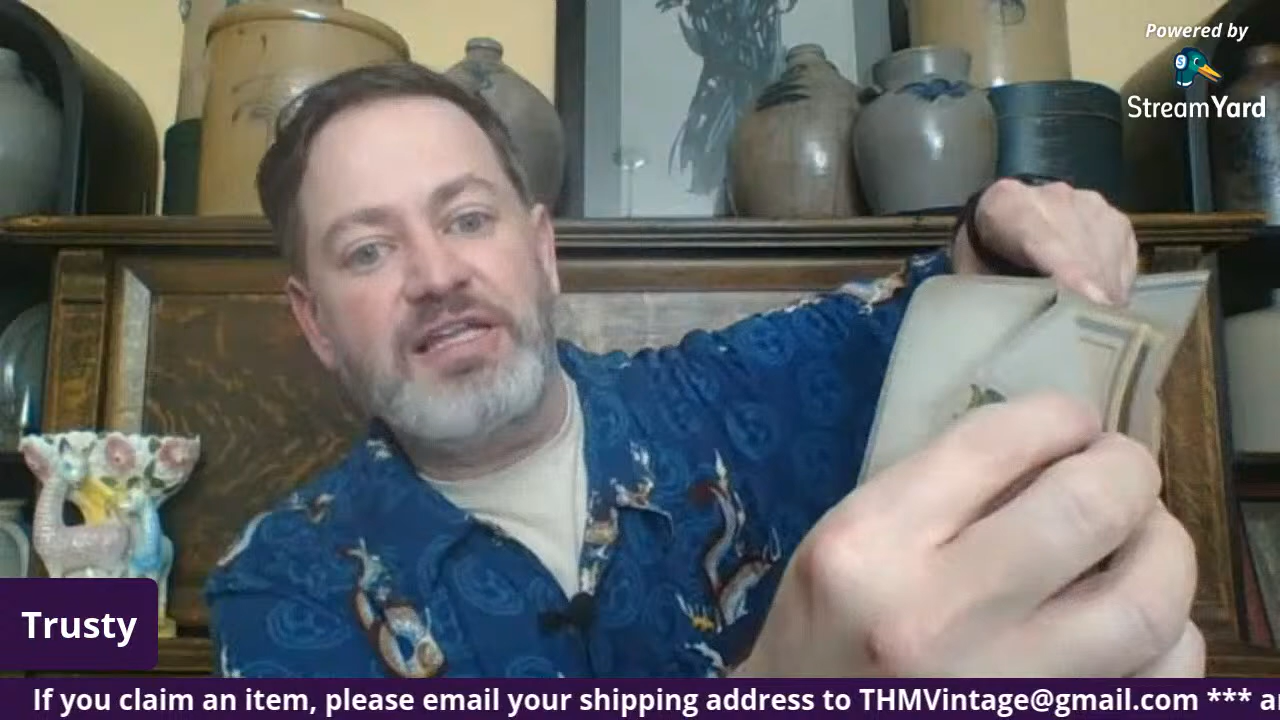 Powered by
StreamYard
Trusty
If you claim an item, please email your shipping address to THMVintage@gmail.com *** a